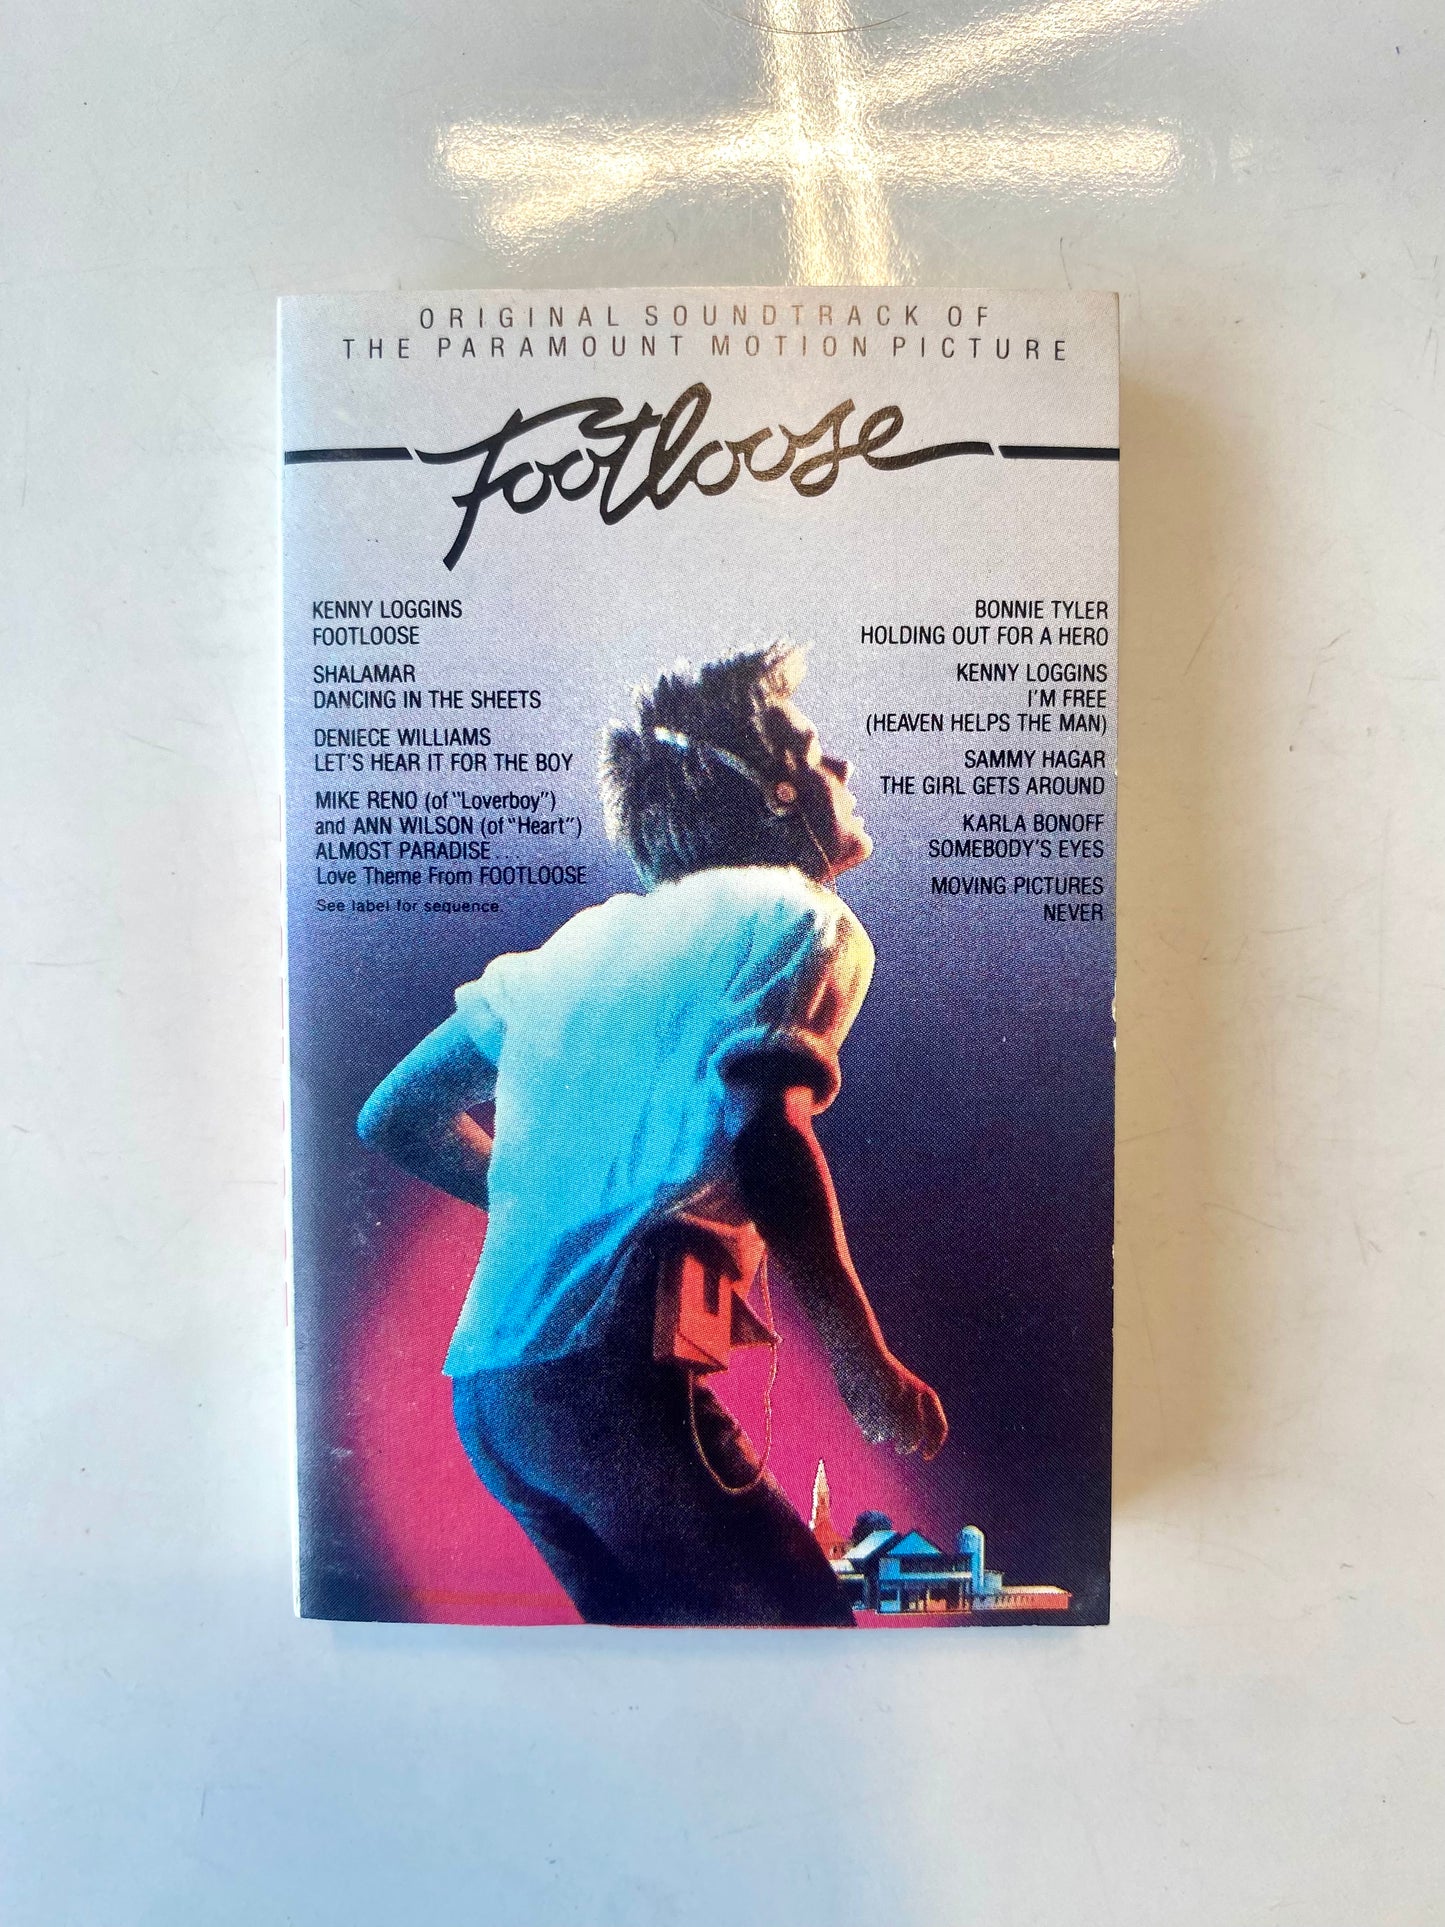 ORIGINAL SOUNDTRACK OF
THE PARAMOUNT MOTION PICTURE
Footloose
KENNY LOGGINS
FOOTLOOSE
SHALAMAR
DANCING IN THE SHEETS
DENIECE WILLIAMS
LET'S HEAR IT FOR THE BOY
MIKE RENO (of "Loverboy")
and ANN WILSON (of "Heart")
ALMOST PARADISE...
Love Theme From FOOTLOOSE
See label for sequence.
BONNIE TYLER
HOLDING OUT FOR A HERO
KENNY LOGGINS
I'M FREE
(HEAVEN HELPS THE MAN)
SAMMY HAGAR
THE GIRL GETS AROUND
KARLA BONOFF
SOMEBODY'S EYES
MOVING PICTURES
NEVER